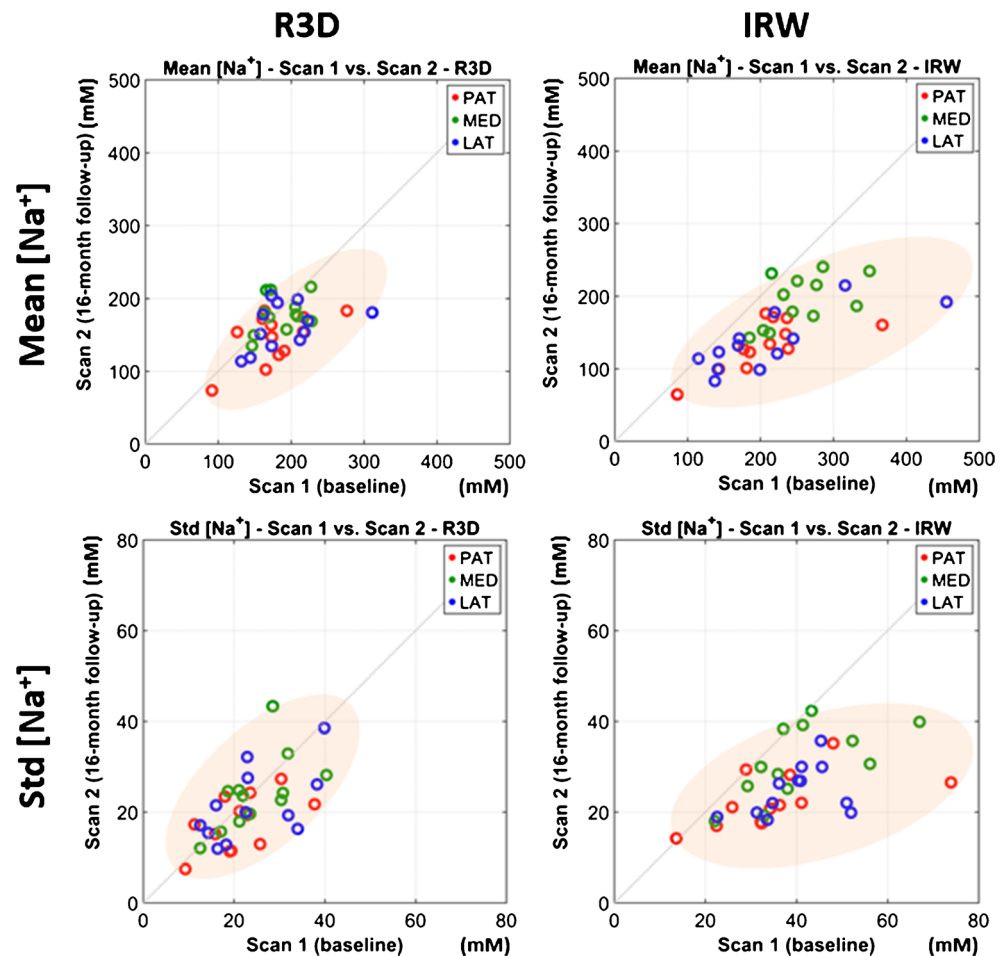 R3D
IRW
Mean [Na⁺]
Mean [Na⁺] - Scan 1 vs. Scan 2 - R3D
Scan 2 (16-month follow-up) (mM)
500
400
300
200
100
0
0 100 200 300 400 500
Scan 1 (baseline) (mM)
PAT
MED
LAT
Mean [Na⁺] - Scan 1 vs. Scan 2 - IRW
Scan 2 (16-month follow-up) (mM)
500
400
300
200
100
0
0 100 200 300 400 500
Scan 1 (baseline) (mM)
PAT
MED
LAT
Std [Na⁺]
Std [Na⁺] - Scan 1 vs. Scan 2 - R3D
Scan 2 (16-month follow-up) (mM)
80
60
40
20
0
0 20 40 60 80
Scan 1 (baseline) (mM)
PAT
MED
LAT
Std [Na⁺] - Scan 1 vs. Scan 2 - IRW
Scan 2 (16-month follow-up) (mM)
80
60
40
20
0
0 20 40 60 80
Scan 1 (baseline) (mM)
PAT
MED
LAT